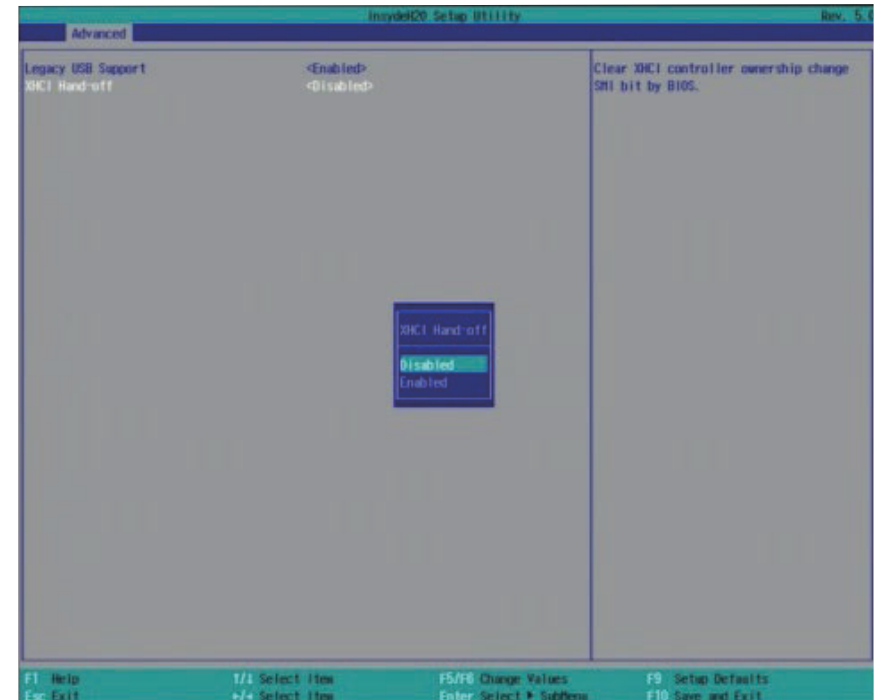 InsydeH20 Setup Utility Rev. 5.0
Advanced
Legacy USB Support <Enabled>
XHCI Hand-off <Disabled>
Clear XHCI controller ownership change
SMI bit by BIOS.
XHCI Hand-off
Disabled
Enabled
F1 Help ↑/↓ Select Item F5/F6 Change Values F9 Setup Defaults
Esc Exit ←/→ Select Item Enter Select ▶ SubMenu F10 Save and Exit